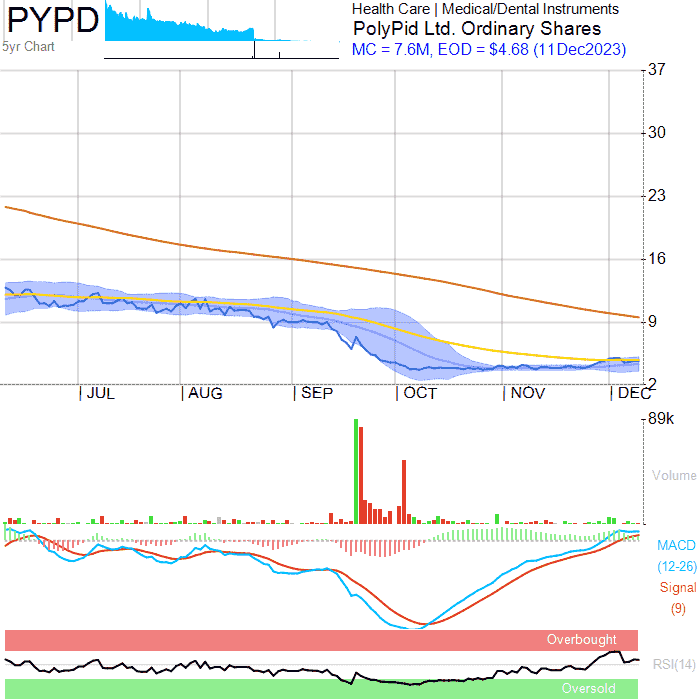 PYPD
5yr Chart
Health Care | Medical/Dental Instruments
PolyPid Ltd. Ordinary Shares
MC = 7.6M, EOD = $4.68 (11Dec2023)
37
30
23
16
9
2
JUL AUG SEP OCT NOV DEC
89k
Volume
MACD
(12-26)
Signal
(9)
Overbought
RSI(14)
Oversold